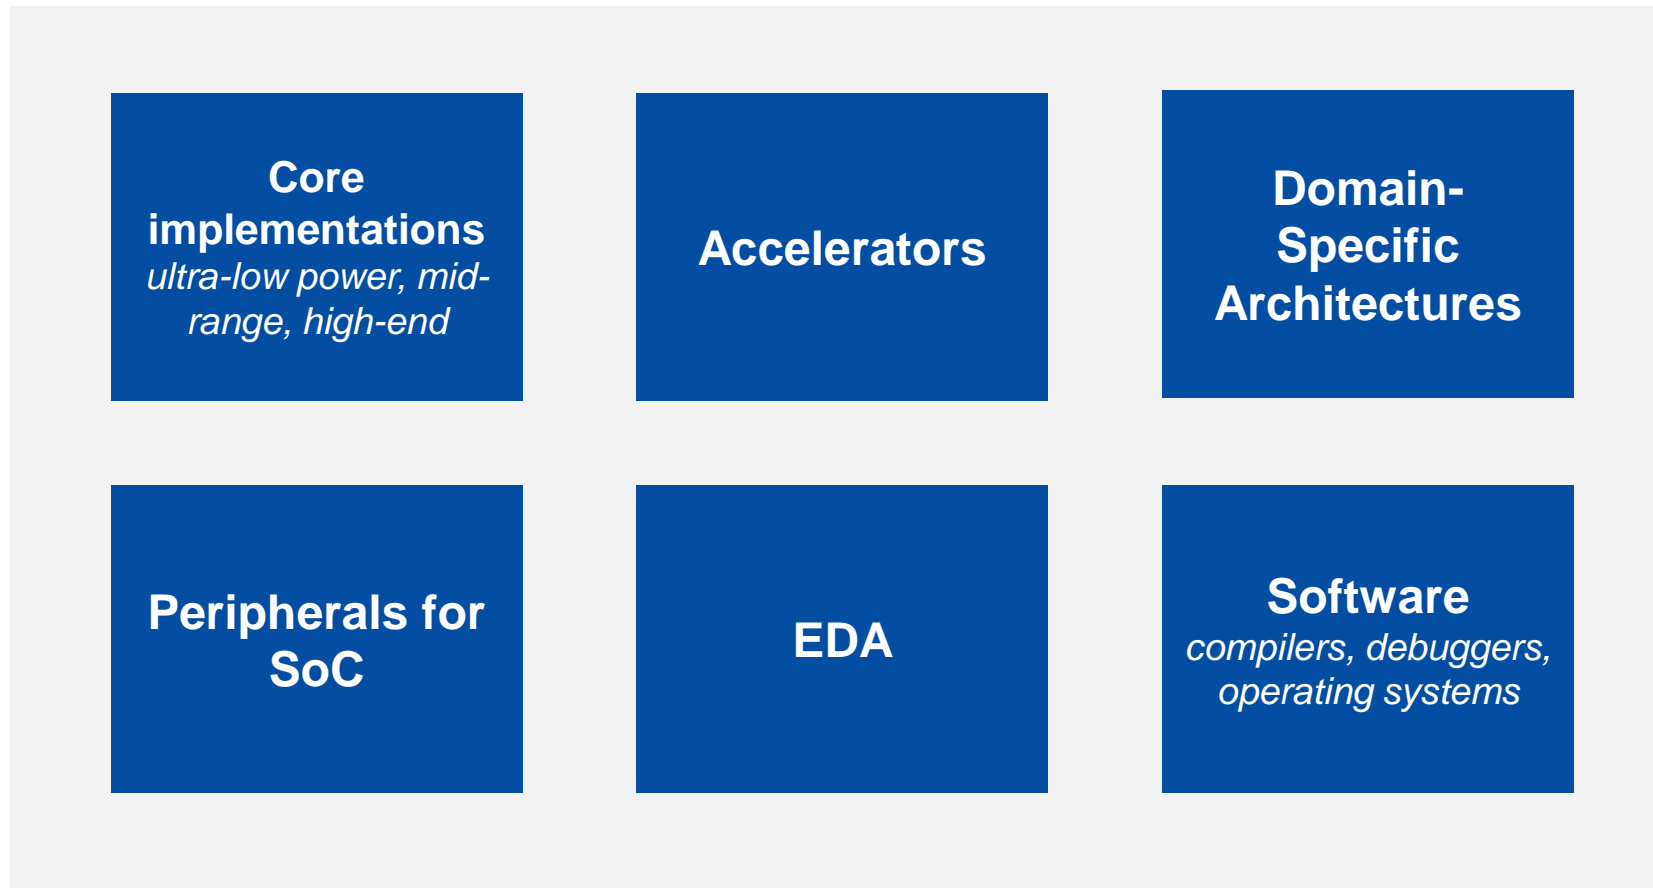 Core
implementations
ultra-low power, mid-
range, high-end
Accelerators
Domain-
Specific
Architectures
Peripherals for
SoC
EDA
Software
compilers, debuggers,
operating systems